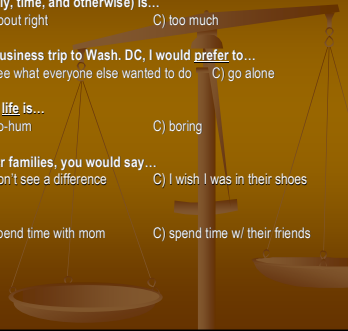 ly, time, and otherwise) is…
bout right C) too much
usiness trip to Wash. DC, I would prefer to…
ee what everyone else wanted to do C) go alone
life is…
o-hum C) boring
r families, you would say…
on't see a difference C) I wish I was in their shoes
pend time with mom C) spend time w/ their friends